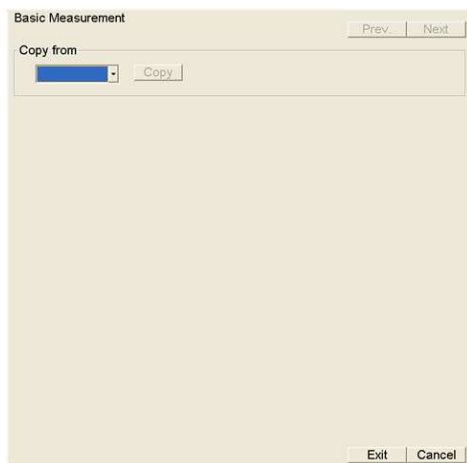 Basic Measurement
Prev. Next
Copy from
Copy
Exit Cancel